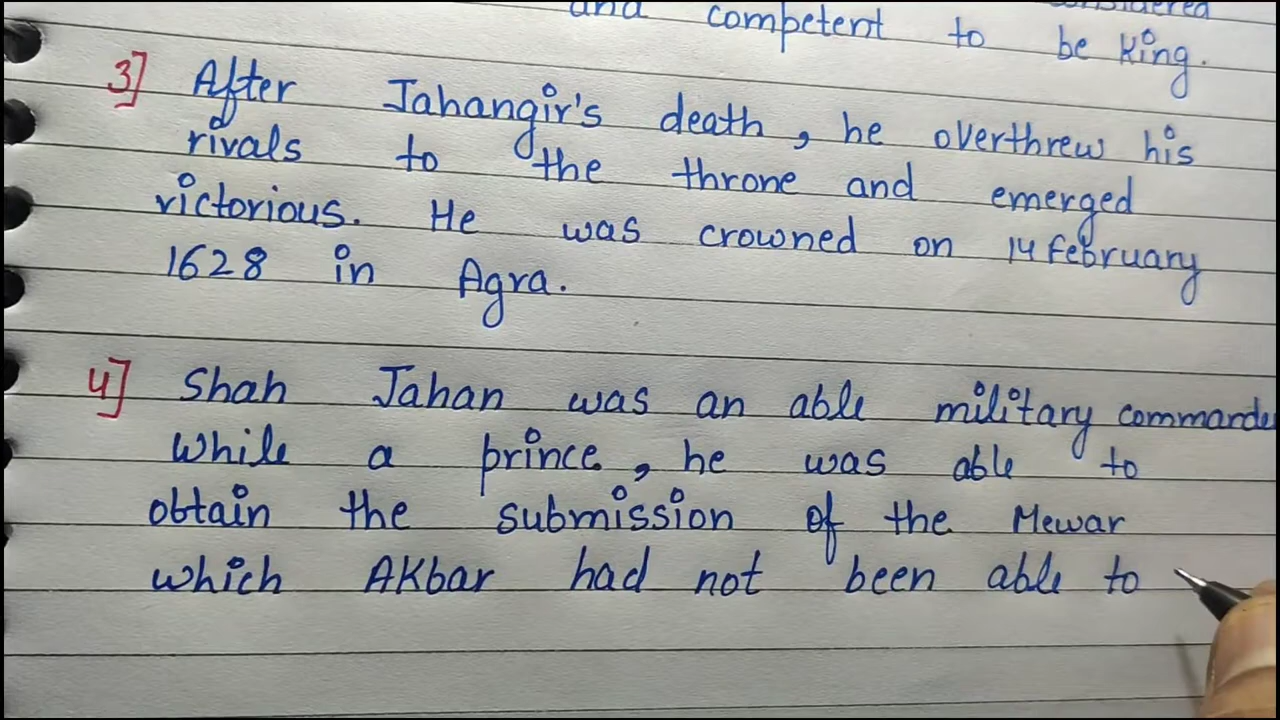 and considered
competent to be King.
3] After Jahangir's death, he overthrew his
rivals to the throne and emerged
victorious. He was crowned on 14 February
1628 in Agra.
4] Shah Jahan was an able military commande
While a prince, he was able to
obtain the submission of the Mewar
which AKbar had not been able to